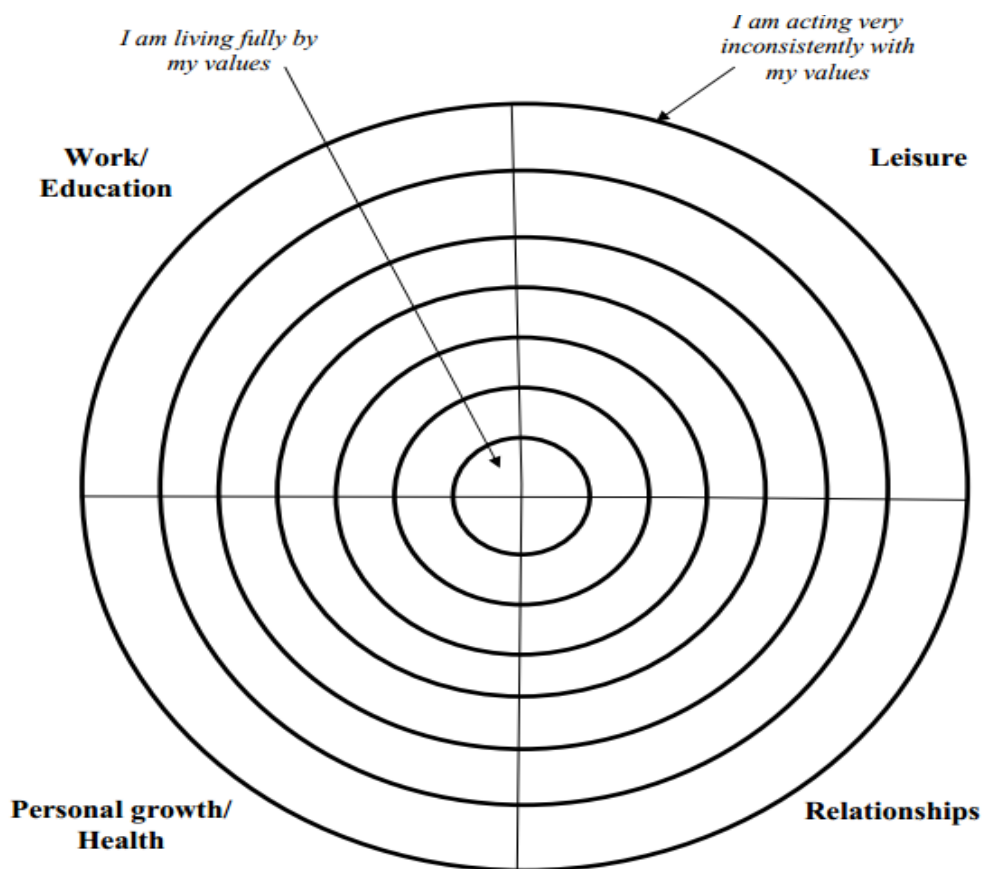 I am living fully by
my values
I am acting very
inconsistently with
my values
Work/
Education
Leisure
Personal growth/
Health
Relationships